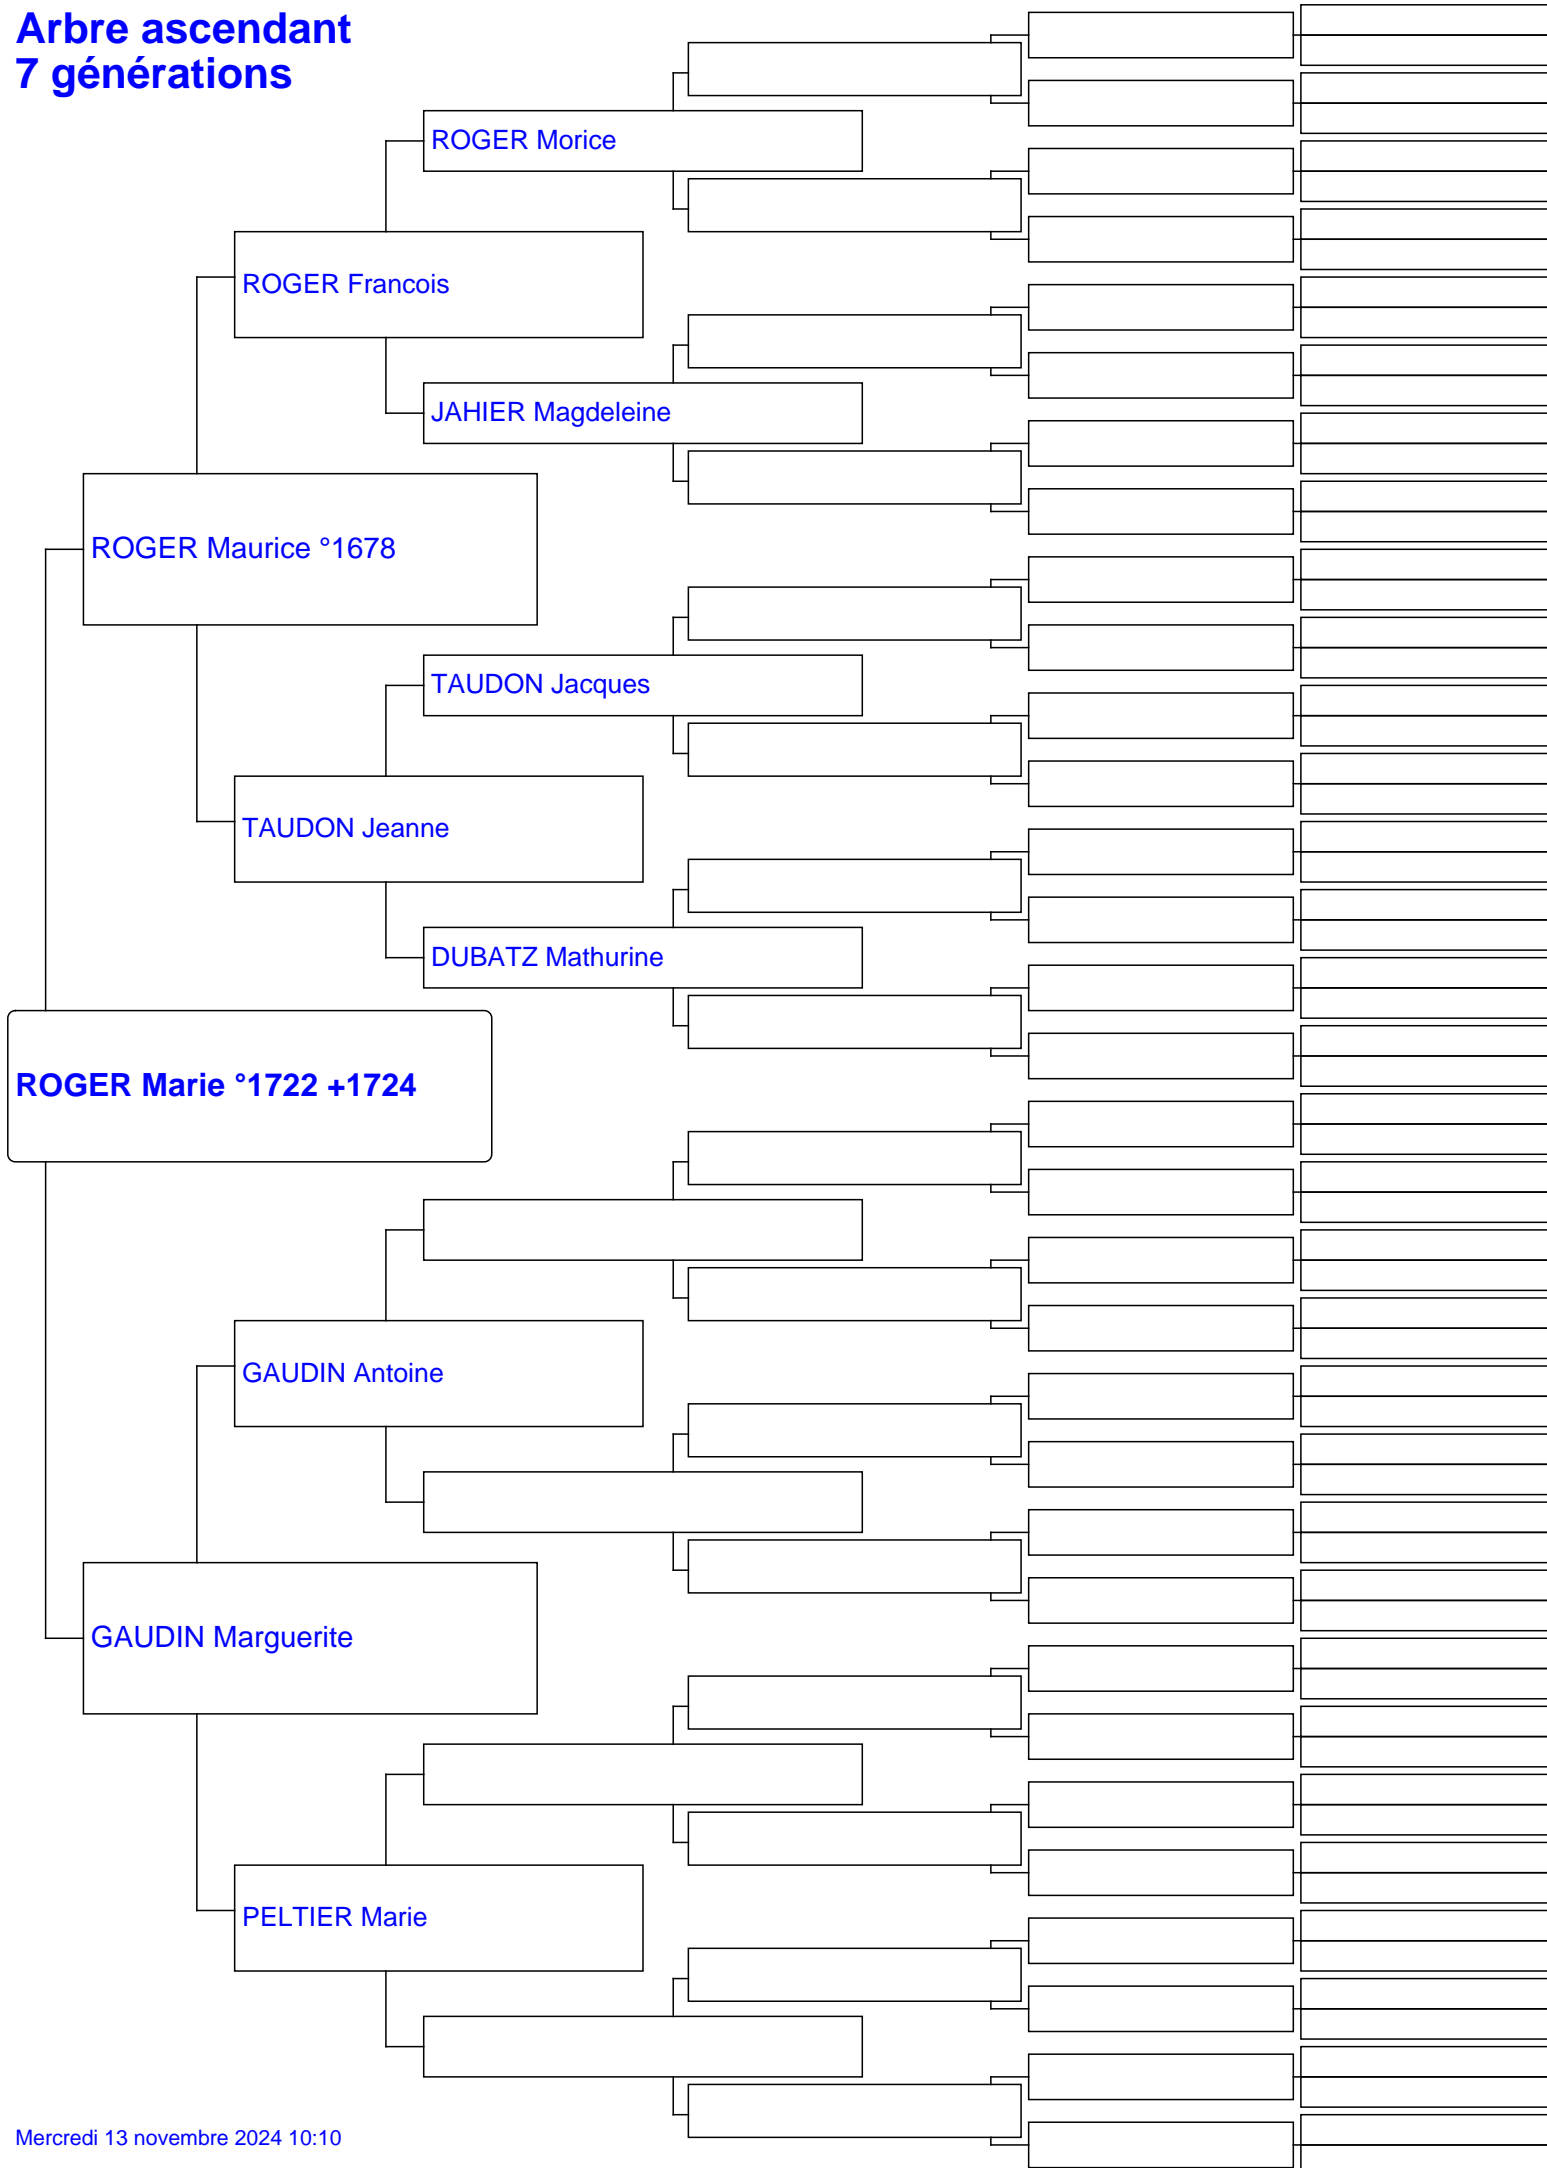 Arbre ascendant
7 générations
ROGER Morice
ROGER Francois
JAHIER Magdeleine
ROGER Maurice °1678
TAUDON Jacques
TAUDON Jeanne
DUBATZ Mathurine
ROGER Marie °1722 +1724
GAUDIN Antoine
GAUDIN Marguerite
PELTIER Marie
Mercredi 13 novembre 2024 10:10